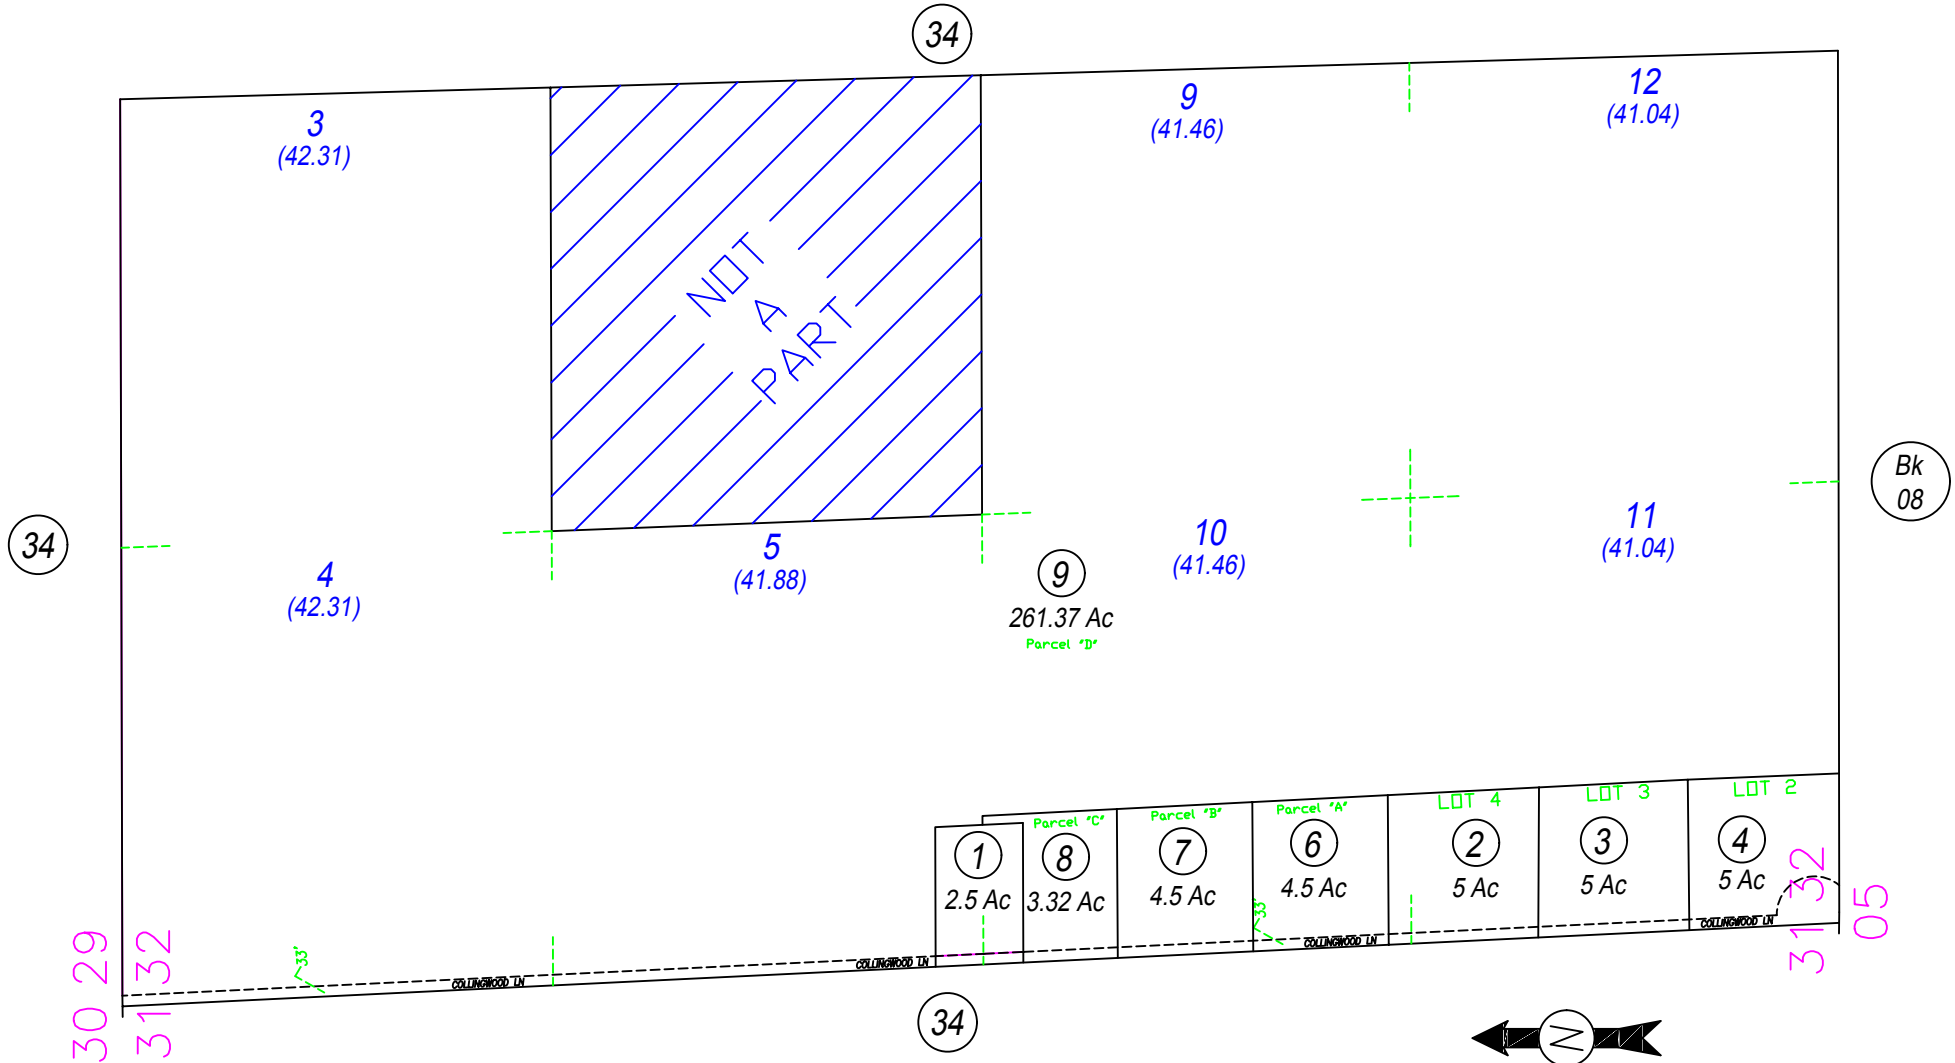 34
3
(42.31)
9
(41.46)
12
(41.04)
NOT
A
PART
Bk
08
34
4
(42.31)
5
(41.88)
9
261.37 Ac
Parcel "D"
10
(41.46)
11
(41.04)
Parcel "C"
Parcel "B"
Parcel "A"
LOT 4
LOT 3
LOT 2
1
2.5 Ac
8
3.32 Ac
7
4.5 Ac
6
4.5 Ac
2
5 Ac
3
5 Ac
4
5 Ac
33'
33'
COLLINGWOOD LN
COLLINGWOOD LN
COLLINGWOOD LN
COLLINGWOOD LN
30 29
31 32
31 32
05
34
N